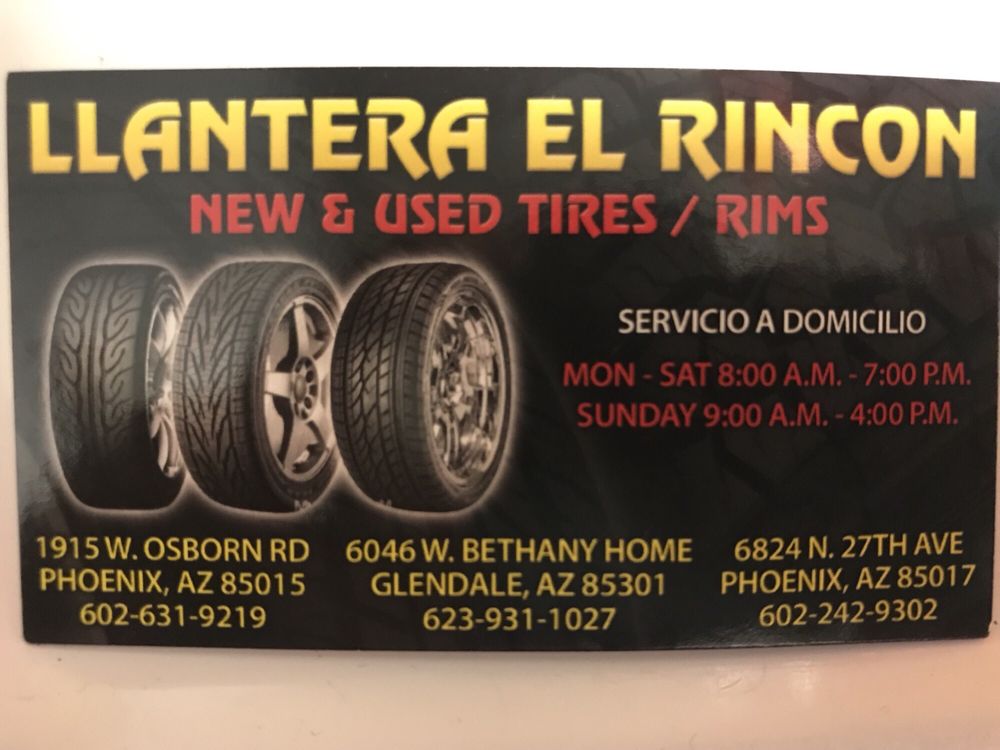 LLANTERA EL RINCON
NEW & USED TIRES / RIMS
SERVICIO A DOMICILIO
MON - SAT 8:00 A.M. - 7:00 P.M.
SUNDAY 9:00 A.M. - 4:00 P.M.
1915 W. OSBORN RD
PHOENIX, AZ 85015
602-631-9219
6046 W. BETHANY HOME
GLENDALE, AZ 85301
623-931-1027
6824 N. 27TH AVE
PHOENIX, AZ 85017
602-242-9302